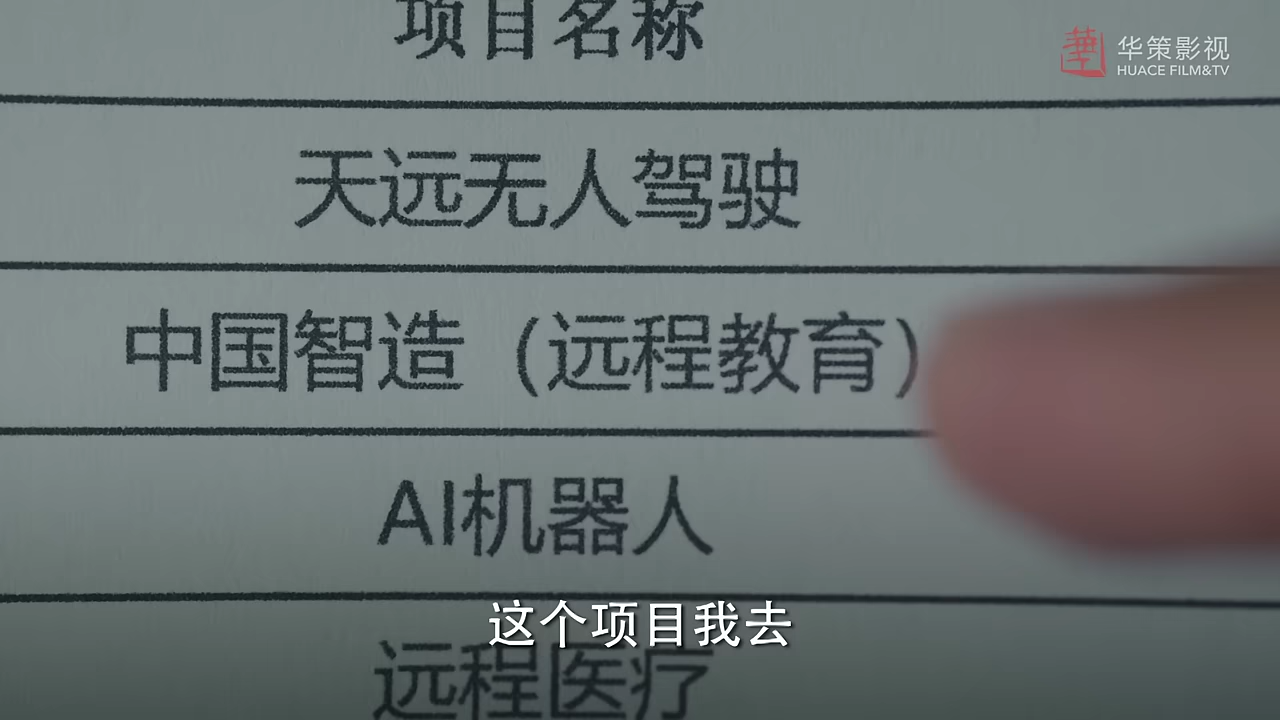 项目名称
华策影视
HUACE FILM&TV
天远无人驾驶
中国智造（远程教育）
AI机器人
这个项目我去
远程医疗